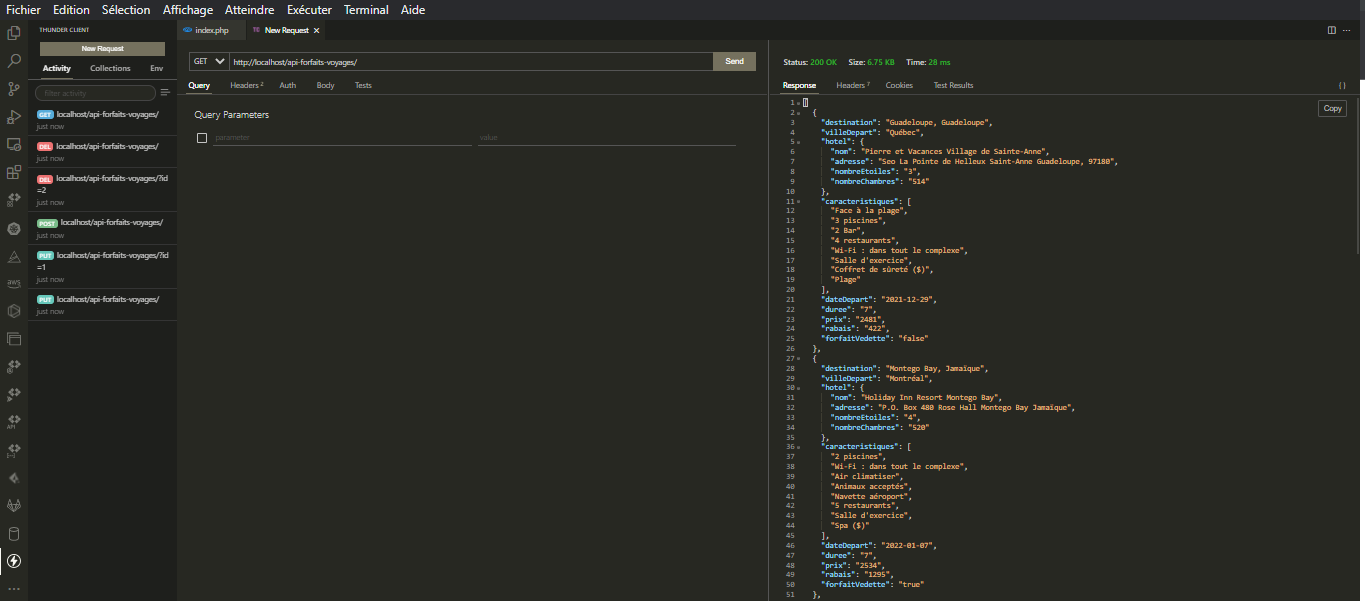 Fichier Edition Sélection Affichage Atteindre Exécuter Terminal Aide
THUNDER CLIENT
New Request
Activity Collections Env
Filter activity
GET localhost/api-forfaits-voyages/
just now
DEL localhost/api-forfaits-voyages/
just now
DEL localhost/api-forfaits-voyages/?id
=2
just now
POST localhost/api-forfaits-voyages/
just now
PUT localhost/api-forfaits-voyages/?id
=1
just now
PUT localhost/api-forfaits-voyages/
just now
index.php New Request ×
GET http://localhost/api-forfaits-voyages/ Send
Query Headers 2 Auth Body Tests
Query Parameters
parameter value
Status: 200 OK Size: 6.75 KB Time: 28 ms
Response Headers 7 Cookies Test Results { }
Copy
1 [
2 {
3 "destination": "Guadeloupe, Guadeloupe",
4 "villeDepart": "Québec",
5 "hotel": {
6 "nom": "Pierre et Vacances Village de Sainte-Anne",
7 "adresse": "Seo La Pointe de Helleux Saint-Anne Guadeloupe, 97180",
8 "nombreEtoiles": "3",
9 "nombreChambres": "514"
10 },
11 "caracteristiques": [
12 "Face à la plage",
13 "3 piscines",
14 "2 Bar",
15 "4 restaurants",
16 "Wi-Fi : dans tout le complexe",
17 "Salle d'exercice",
18 "Coffret de sûreté ($)",
19 "Plage"
20 ],
21 "dateDepart": "2021-12-29",
22 "duree": "7",
23 "prix": "2481",
24 "rabais": "422",
25 "forfaitVedette": "false"
26 },
27 {
28 "destination": "Montego Bay, Jamaïque",
29 "villeDepart": "Montréal",
30 "hotel": {
31 "nom": "Holiday Inn Resort Montego Bay",
32 "adresse": "P.O. Box 480 Rose Hall Montego Bay Jamaïque",
33 "nombreEtoiles": "4",
34 "nombreChambres": "520"
35 },
36 "caracteristiques": [
37 "2 piscines",
38 "Wi-Fi : dans tout le complexe",
39 "Air climatiser",
40 "Animaux acceptés",
41 "Navette aéroport",
42 "5 restaurants",
43 "Salle d'exercice",
44 "Spa ($)"
45 ],
46 "dateDepart": "2022-01-07",
47 "duree": "7",
48 "prix": "2534",
49 "rabais": "1295",
50 "forfaitVedette": "true"
51 },
aws
API